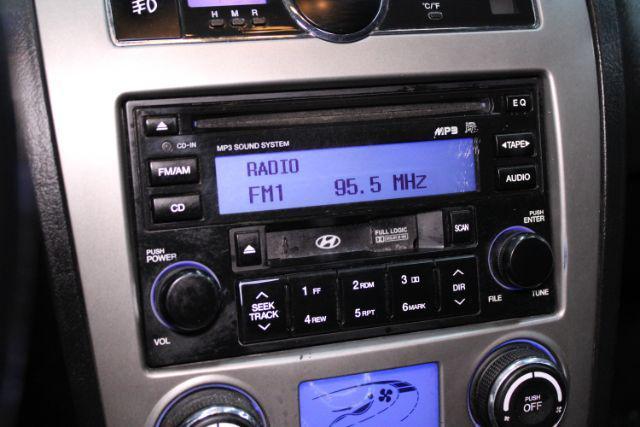 H M R
°C/F
EQ
CD-IN
MP3 SOUND SYSTEM
MP3
RADIO
FM1 95.5 MHz
FM/AM
CD
◄TAPE►
AUDIO
FULL LOGIC
SCAN
PUSH
POWER
VOL
PUSH
ENTER
FILE TUNE
SEEK
TRACK
1 FF
2 RDM
3
DIR
4 REW
5 RPT
6 MARK
PUSH
OFF